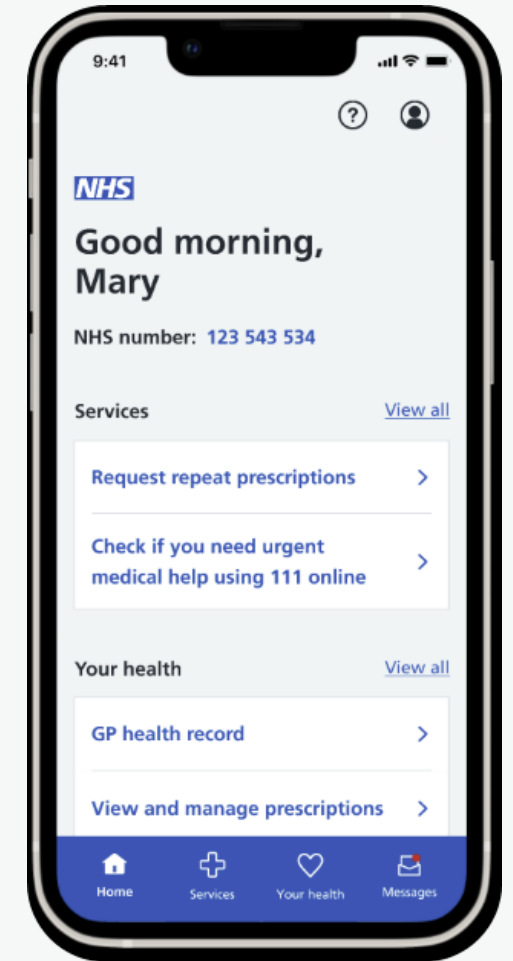 9:41
?
NHS
Good morning,
Mary
NHS number: 123 543 534
Services View all
Request repeat prescriptions
Check if you need urgent
medical help using 111 online
Your health View all
GP health record
View and manage prescriptions
Home Services Your health Messages